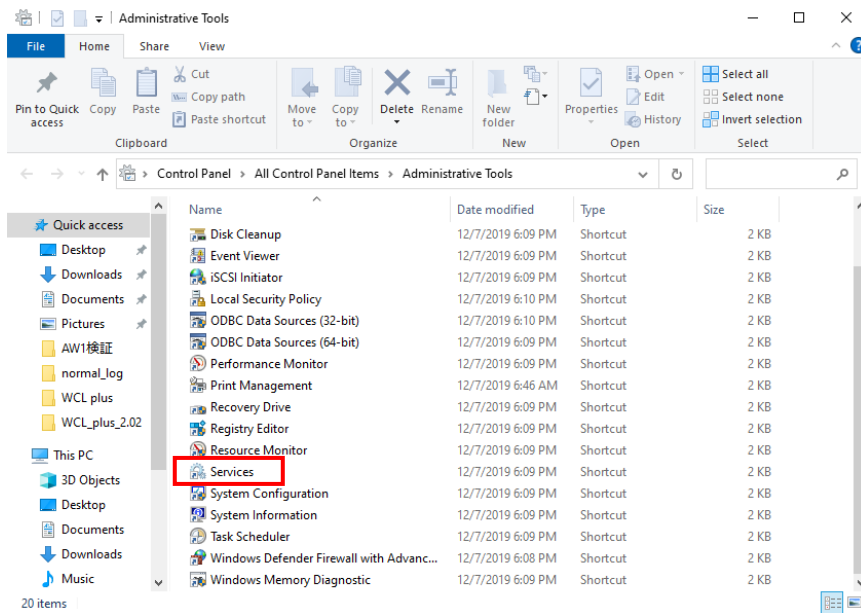 Administrative Tools
File Home Share View
Pin to Quick access Copy Paste Cut Copy path Paste shortcut Move to Copy to Delete Rename New folder Properties Open Edit History Select all Select none Invert selection
Clipboard Organize New Open Select
Control Panel > All Control Panel Items > Administrative Tools
Name Date modified Type Size
Quick access
Desktop
Downloads
Documents
Pictures
AW1検証
normal_log
WCL plus
WCL_plus_2.02
This PC
3D Objects
Desktop
Documents
Downloads
Music
Disk Cleanup 12/7/2019 6:09 PM Shortcut 2 KB
Event Viewer 12/7/2019 6:09 PM Shortcut 2 KB
iSCSI Initiator 12/7/2019 6:09 PM Shortcut 2 KB
Local Security Policy 12/7/2019 6:10 PM Shortcut 2 KB
ODBC Data Sources (32-bit) 12/7/2019 6:10 PM Shortcut 2 KB
ODBC Data Sources (64-bit) 12/7/2019 6:09 PM Shortcut 2 KB
Performance Monitor 12/7/2019 6:09 PM Shortcut 2 KB
Print Management 12/7/2019 6:46 AM Shortcut 2 KB
Recovery Drive 12/7/2019 6:09 PM Shortcut 2 KB
Registry Editor 12/7/2019 6:09 PM Shortcut 2 KB
Resource Monitor 12/7/2019 6:09 PM Shortcut 2 KB
Services 12/7/2019 6:09 PM Shortcut 2 KB
System Configuration 12/7/2019 6:09 PM Shortcut 2 KB
System Information 12/7/2019 6:09 PM Shortcut 2 KB
Task Scheduler 12/7/2019 6:09 PM Shortcut 2 KB
Windows Defender Firewall with Advanc... 12/7/2019 6:08 PM Shortcut 2 KB
Windows Memory Diagnostic 12/7/2019 6:09 PM Shortcut 2 KB
20 items